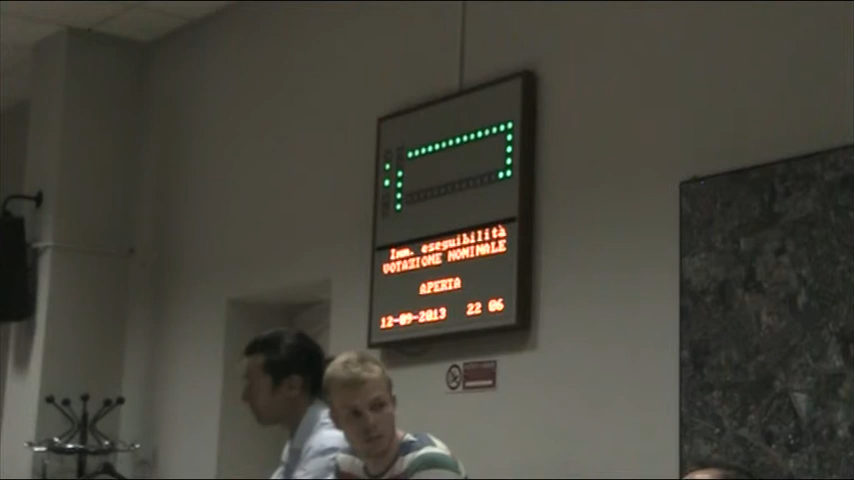 Imm. eseguibilità
VOTAZIONE NOMINALE
APERTA
12-09-2013 22 06